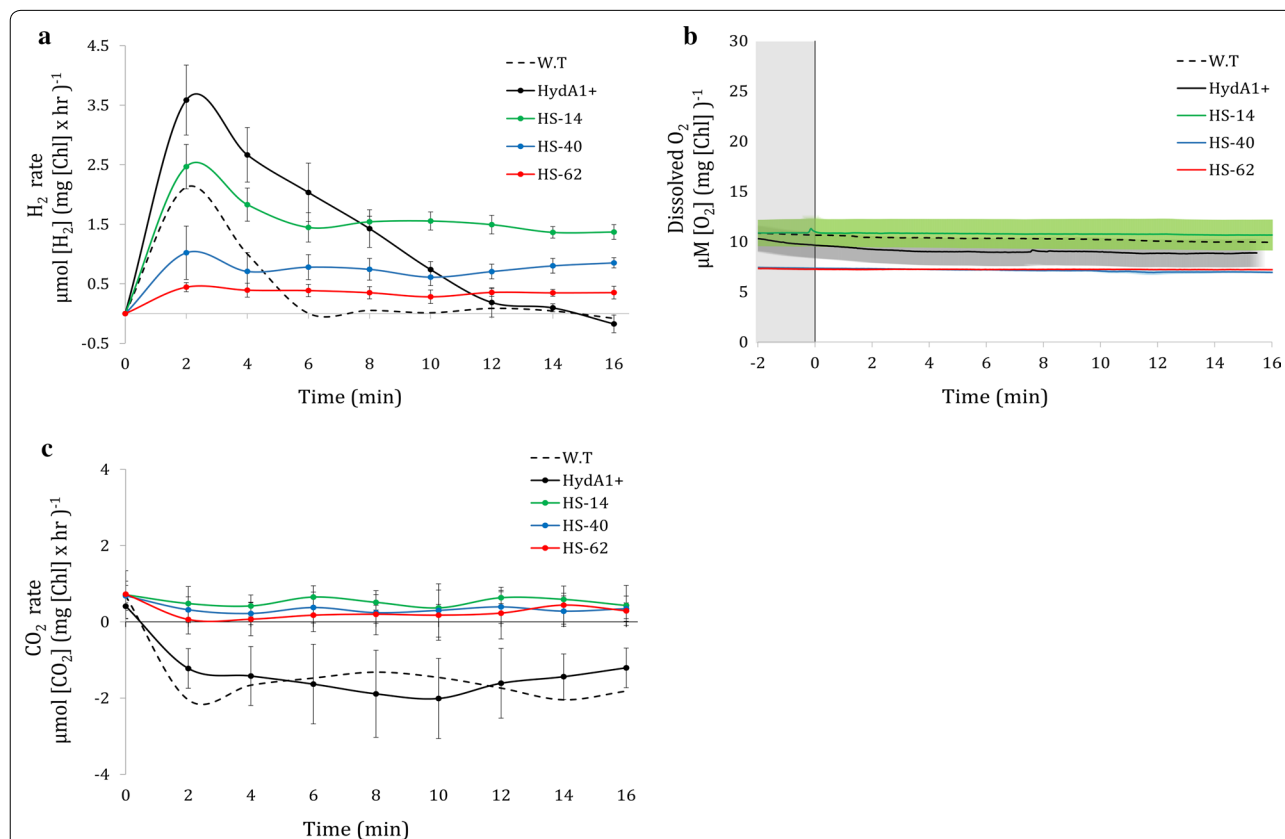 a
4.5
3.5
2.5
1.5
0.5
-0.5
H₂ rate
μmol [H₂] (mg [Chl] x hr )⁻¹
0 2 4 6 8 10 12 14 16
Time (min)
W.T
HydA1+
HS-14
HS-40
HS-62
b
30
25
20
15
10
5
0
Dissolved O₂
μM [O₂] (mg [Chl] )⁻¹
-2 0 2 4 6 8 10 12 14 16
Time (min)
W.T
HydA1+
HS-14
HS-40
HS-62
c
4
2
0
-2
-4
CO₂ rate
μmol [CO₂] (mg [Chl] x hr )⁻¹
0 2 4 6 8 10 12 14 16
Time (min)
W.T
HydA1+
HS-14
HS-40
HS-62